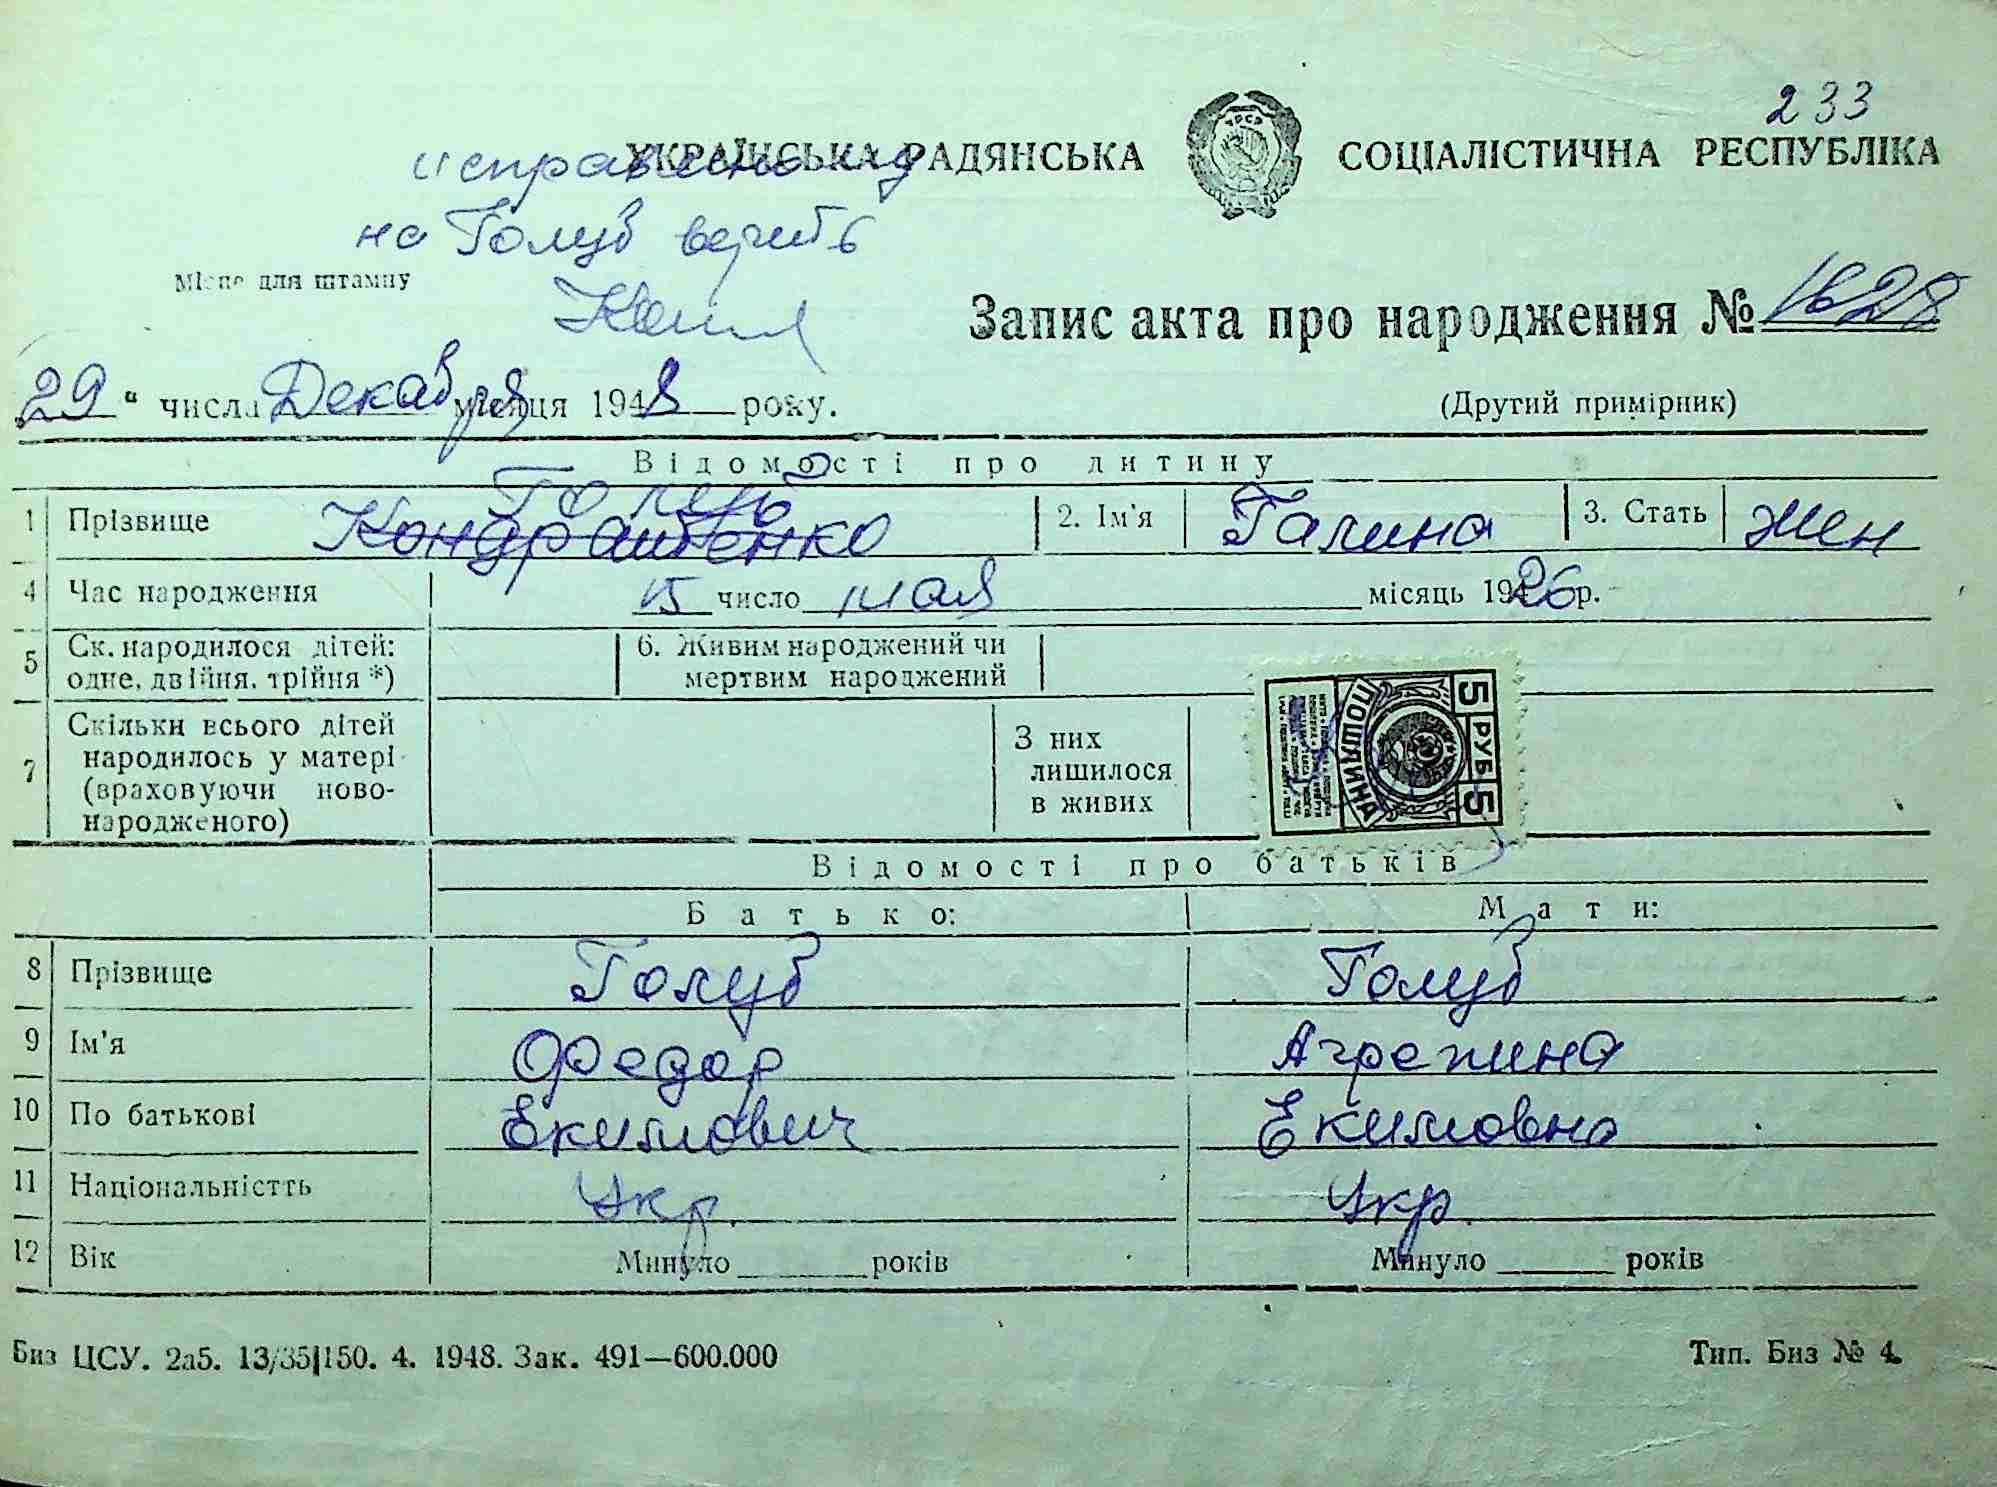 233
УКРАЇНСЬКА РАДЯНСЬКА СОЦІАЛІСТИЧНА РЕСПУБЛІКА
исправлено
на Голуб верить
Місце для штампу
Запис акта про народження № 1628
29 " числа Декабря місяця 1948 року.
(Другий примірник)
Відомості про дитину
Голуб
1 Прізвище Кондратенко 2. Ім'я Галина 3. Стать жен
4 Час народження 15 число мая місяць 1926 р.
5 Ск. народилося дітей: одне, двійня, трійня *) 6. Живим народжений чи мертвим народжений
7 Скільки всього дітей народилось у матері (враховуючи ново-народженого) З них лишилося в живих
5 РУБ 5
ПОШЛИНА
Відомості про батьків
Батько: Мати:
8 Прізвище Голуб Голуб
9 Ім'я Федор Агрепина
10 По батькові Екимович Екимовна
11 Національністть Укр. Укр.
12 Вік Минуло ______ років Минуло ______ років
Биз ЦСУ. 2а5. 13/35|150. 4. 1948. Зак. 491—600.000 Тип. Биз № 4.